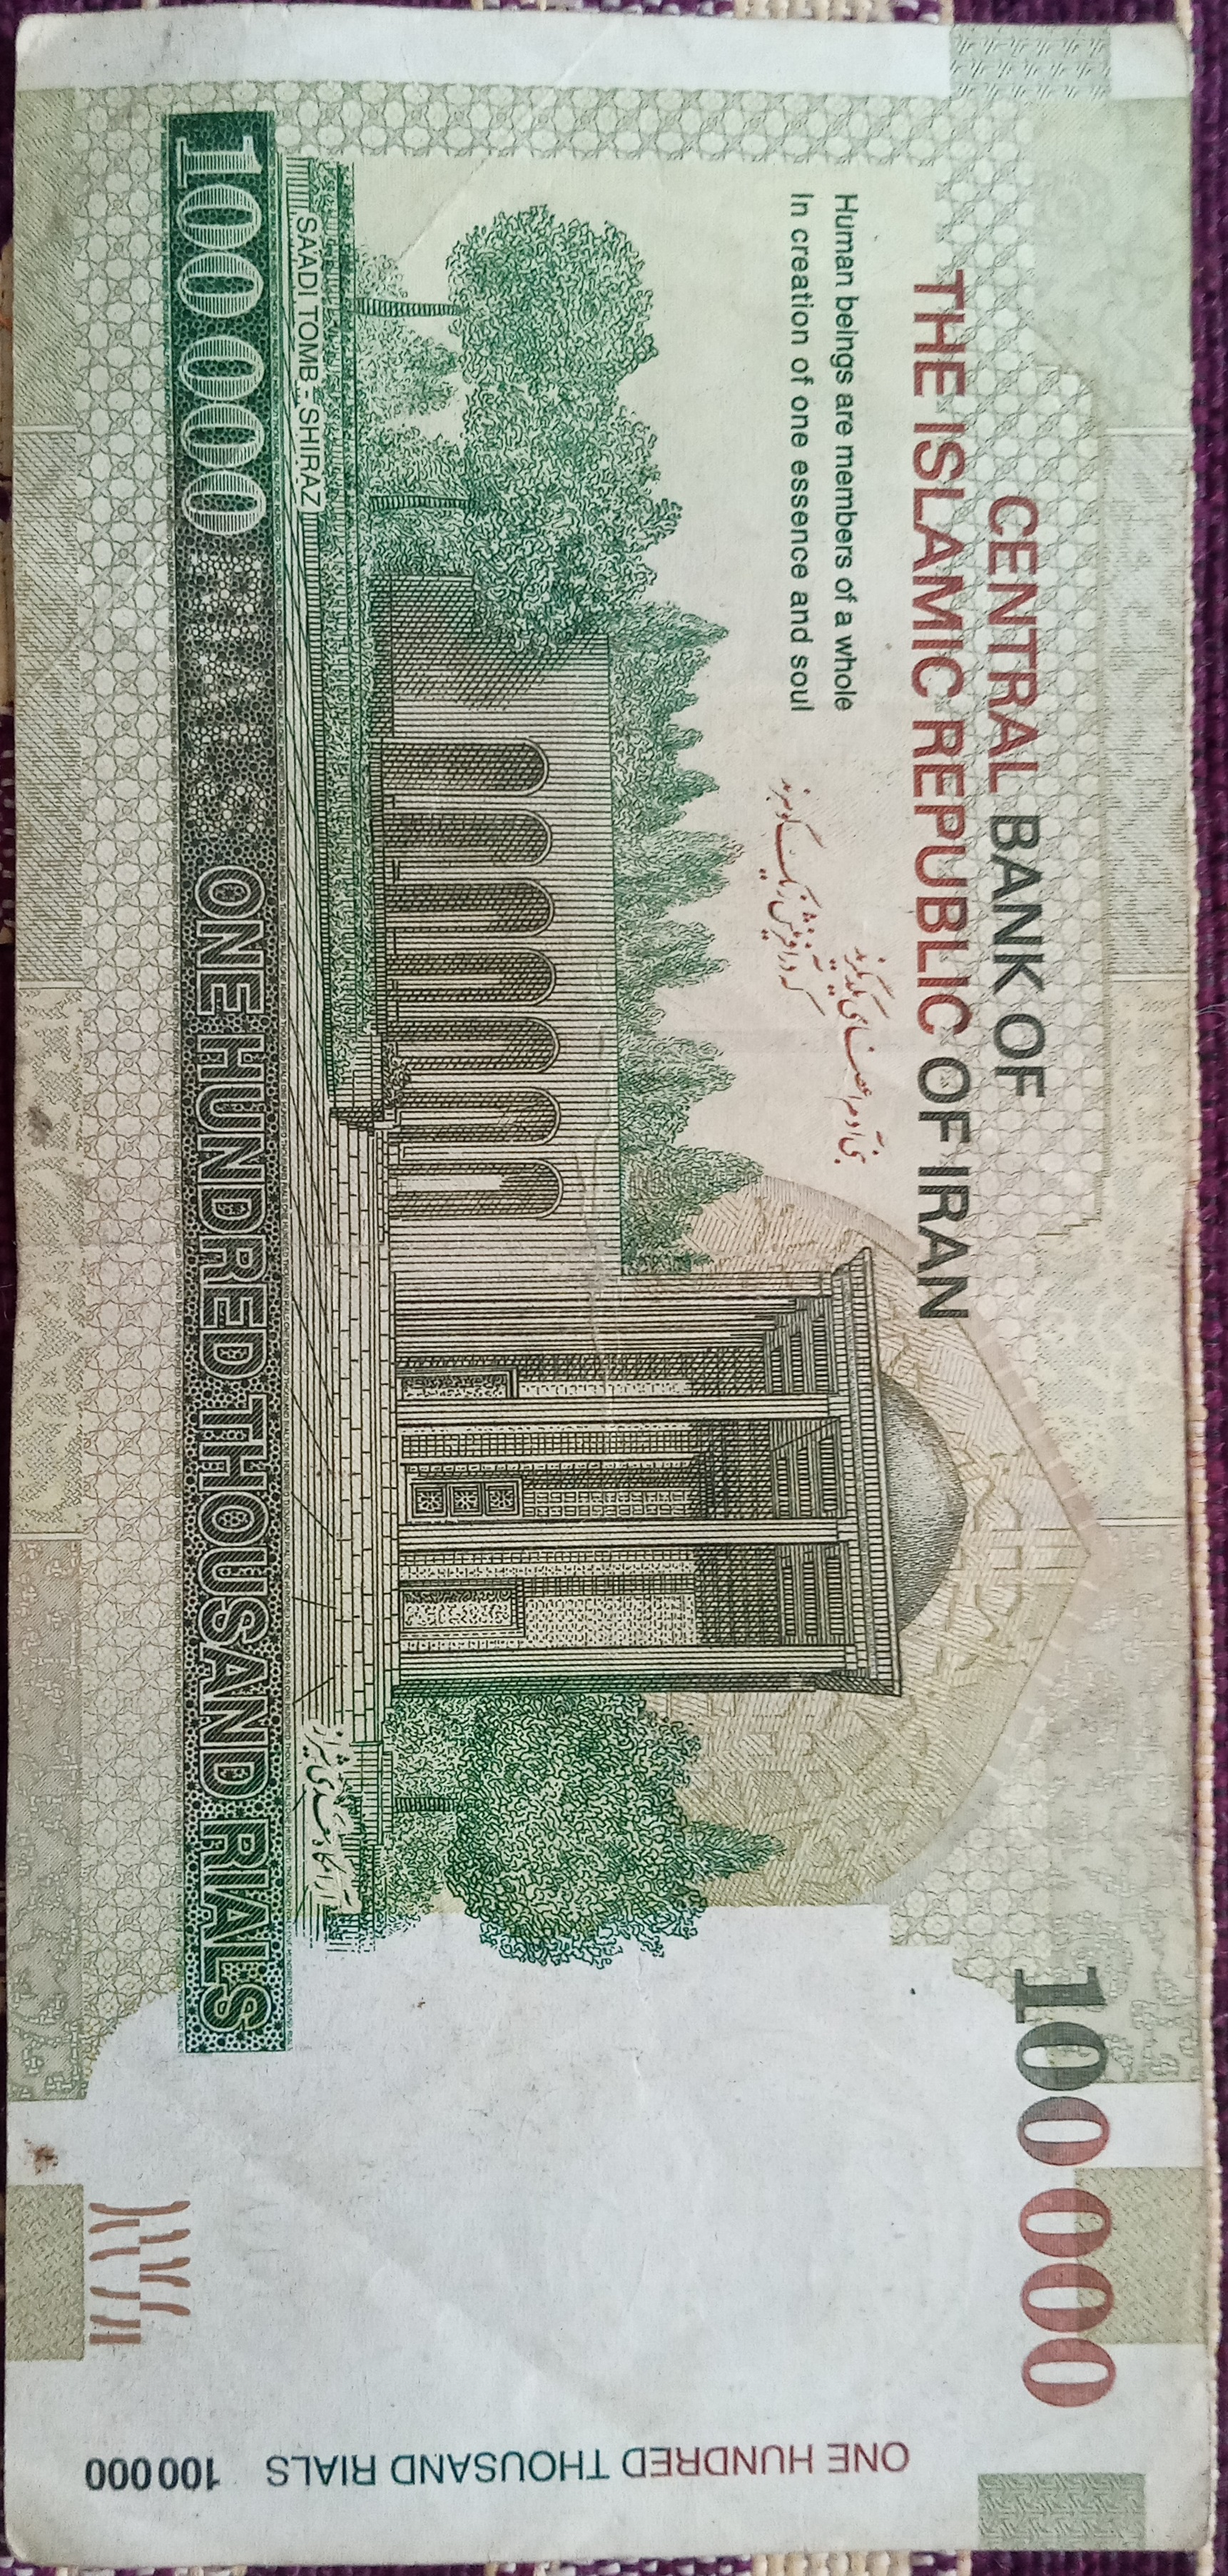 100 000
CENTRAL BANK OF
THE ISLAMIC REPUBLIC OF IRAN
Human beings are members of a whole
In creation of one essence and soul
بنی آدم اعضای یکدیگرند
که در آفرینش ز یک گوهرند
ONE HUNDRED THOUSAND RIALS 100 000
SAADI TOMB - SHIRAZ
آرامگاه سعدی شیراز
100 000 RIALS ONE HUNDRED THOUSAND RIALS